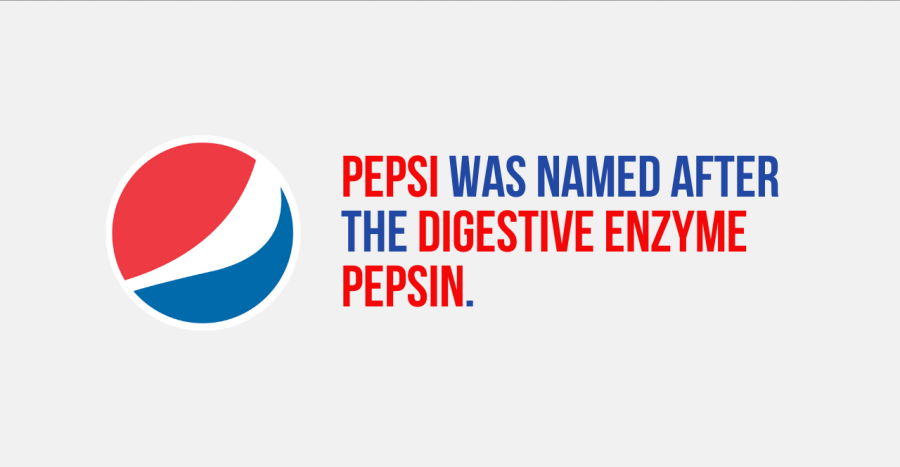 PEPSI WAS NAMED AFTER
THE DIGESTIVE ENZYME
PEPSIN.